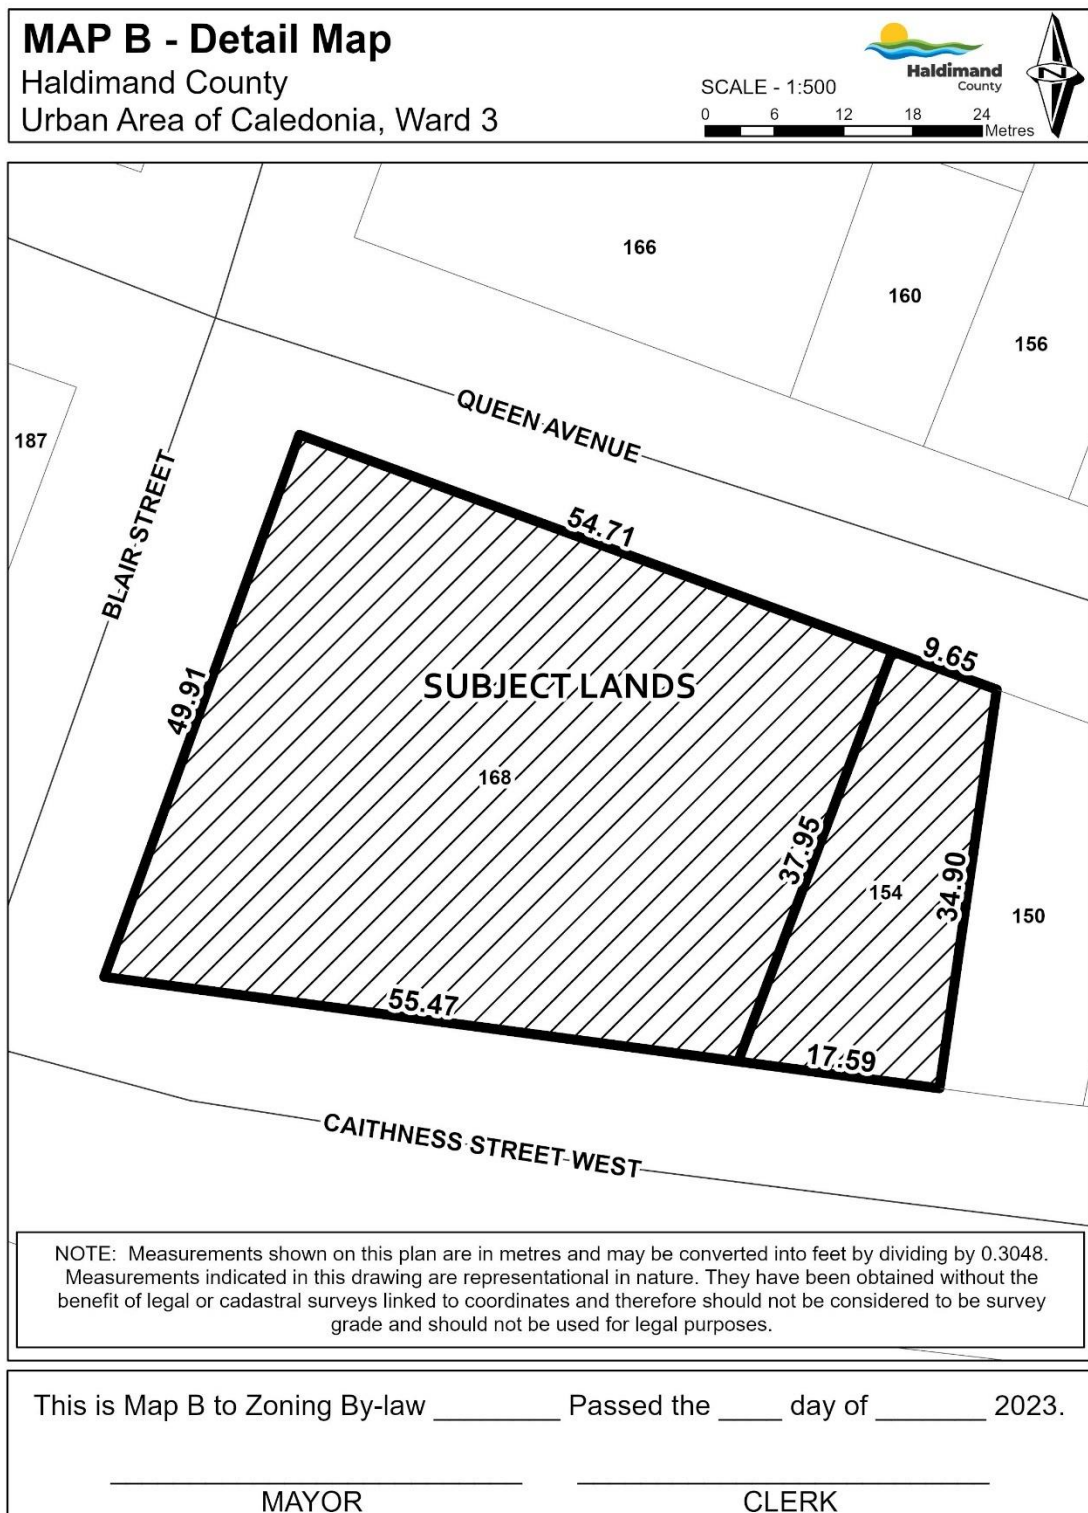 MAP B - Detail Map
Haldimand County
Urban Area of Caledonia, Ward 3
SCALE - 1:500
0 6 12 18 24
Metres
Haldimand
County
N
166
160
156
187
QUEEN AVENUE
BLAIR STREET
54.71
9.65
SUBJECT LANDS
49.91
168
37.95
154
34.90
150
55.47
17.59
CAITHNESS STREET WEST
NOTE: Measurements shown on this plan are in metres and may be converted into feet by dividing by 0.3048.
Measurements indicated in this drawing are representational in nature. They have been obtained without the
benefit of legal or cadastral surveys linked to coordinates and therefore should not be considered to be survey
grade and should not be used for legal purposes.
This is Map B to Zoning By-law ________ Passed the ____ day of _______ 2023.
MAYOR
CLERK